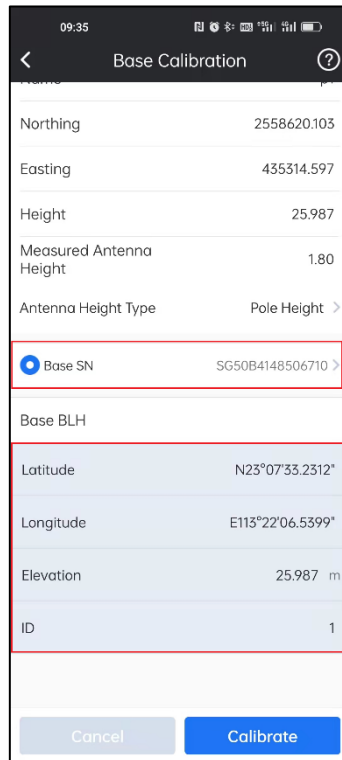 09:35
Base Calibration
Northing 2558620.103
Easting 435314.597
Height 25.987
Measured Antenna
Height 1.80
Antenna Height Type Pole Height
Base SN SG50B4148506710
Base BLH
Latitude N23°07'33.2312"
Longitude E113°22'06.5399"
Elevation 25.987 m
ID 1
Cancel Calibrate